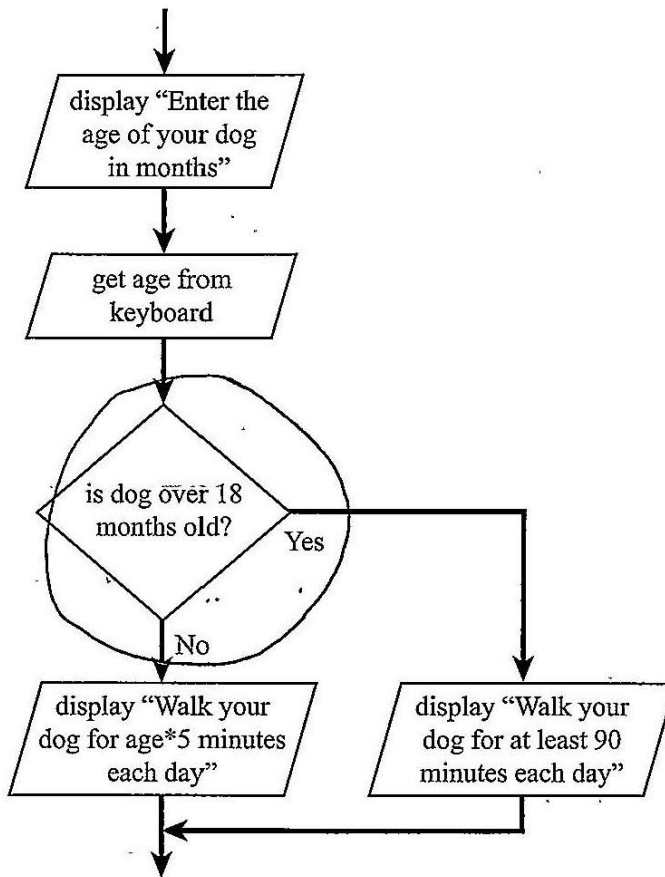 display “Enter the
age of your dog
in months”
get age from
keyboard
is dog over 18
months old?
Yes
No
display “Walk your
dog for age*5 minutes
each day”
display “Walk your
dog for at least 90
minutes each day”